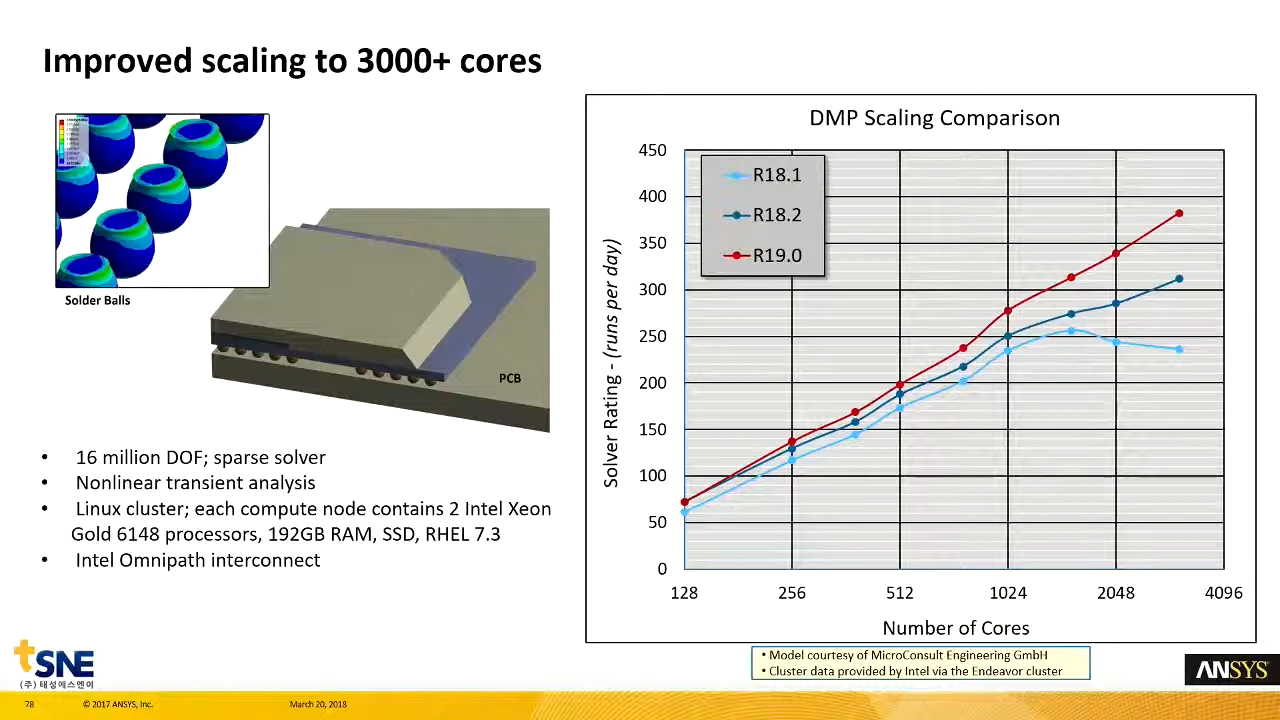 Improved scaling to 3000+ cores
Solder Balls
PCB
• 16 million DOF; sparse solver
• Nonlinear transient analysis
• Linux cluster; each compute node contains 2 Intel Xeon
Gold 6148 processors, 192GB RAM, SSD, RHEL 7.3
• Intel Omnipath interconnect
DMP Scaling Comparison
R18.1
R18.2
R19.0
Solver Rating - (runs per day)
450
400
350
300
250
200
150
100
50
0
128 256 512 1024 2048 4096
Number of Cores
• Model courtesy of MicroConsult Engineering GmbH
• Cluster data provided by Intel via the Endeavor cluster
tSNE
(주) 태성에스엔이
ANSYS
78 © 2017 ANSYS, Inc. March 20, 2018